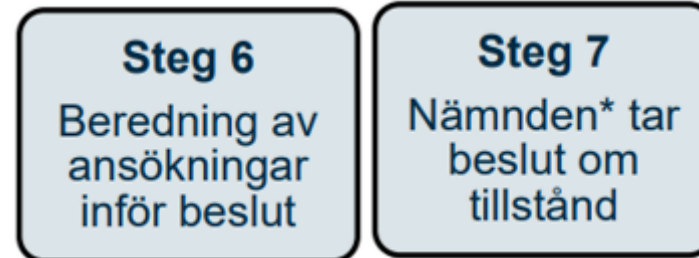 Steg 6
Beredning av
ansökningar
inför beslut
Steg 7
Nämnden* tar
beslut om
tillstånd